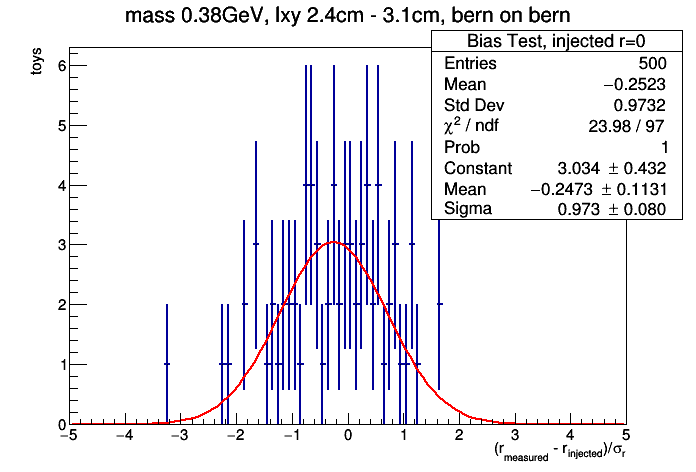 mass 0.38GeV, lxy 2.4cm - 3.1cm, bern on bern
toys
Bias Test, injected r=0
Entries 500
Mean −0.2523
Std Dev 0.9732
χ² / ndf 23.98 / 97
Prob 1
Constant 3.034 ± 0.432
Mean −0.2473 ± 0.1131
Sigma 0.973 ± 0.080
6
5
4
3
2
1
0
−5 −4 −3 −2 −1 0 1 2 3 4 5
(r_measured - r_injected)/σ_r